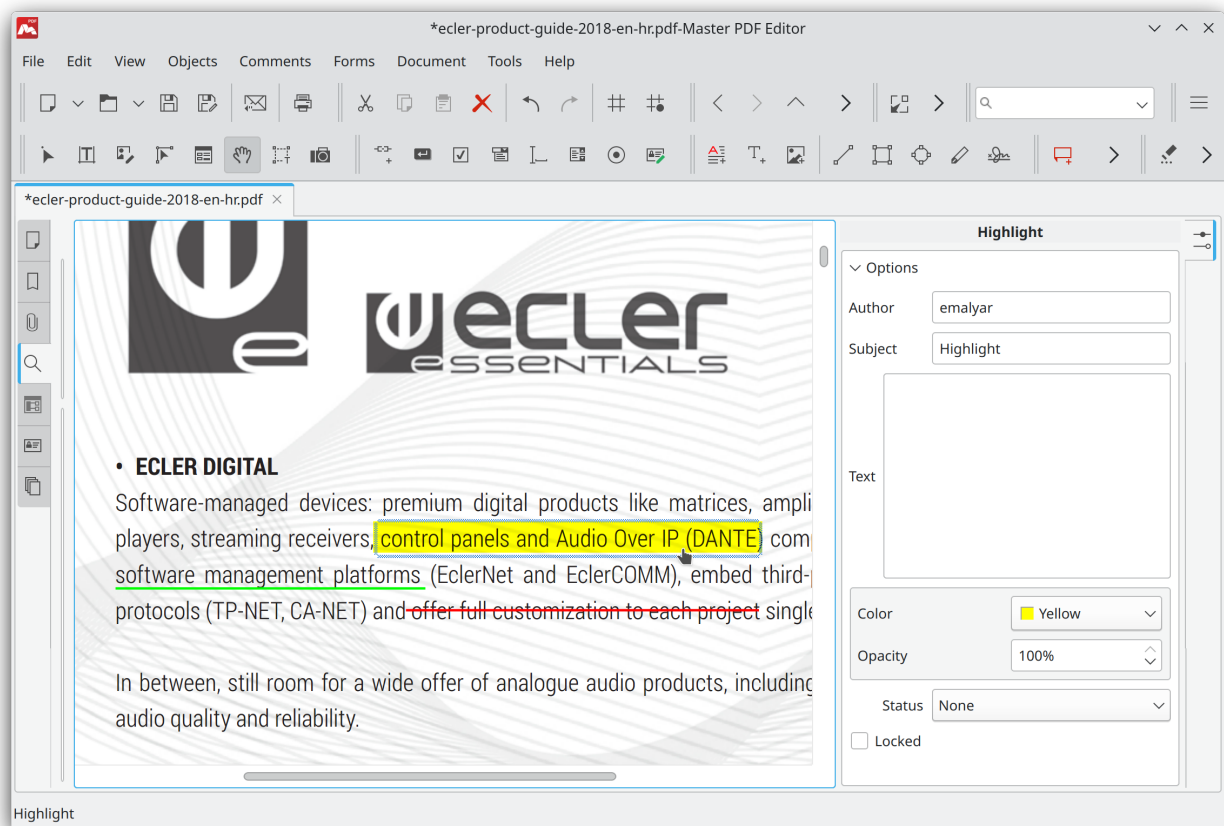 *ecler-product-guide-2018-en-hr.pdf-Master PDF Editor
File Edit View Objects Comments Forms Document Tools Help
*ecler-product-guide-2018-en-hr.pdf
ecler
essentials
• ECLER DIGITAL
Software-managed devices: premium digital products like matrices, ampli
players, streaming receivers, control panels and Audio Over IP (DANTE) com
software management platforms (EclerNet and EclerCOMM), embed third-
protocols (TP-NET, CA-NET) and offer full customization to each project single
In between, still room for a wide offer of analogue audio products, including
audio quality and reliability.
Highlight
Options
Author emalyar
Subject Highlight
Text
Color Yellow
Opacity 100%
Status None
Locked
Highlight